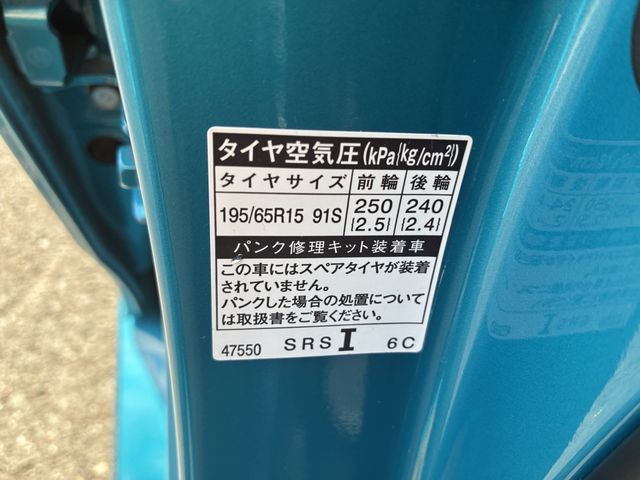 タイヤ空気圧(kPa{kg/cm²})
タイヤサイズ 前輪 後輪
195/65R15 91S 250 240
{2.5} {2.4}
パンク修理キット装着車
この車にはスペアタイヤが装着
されていません。
パンクした場合の処置について
は取扱書をご覧ください。
47550 SRS I 6C